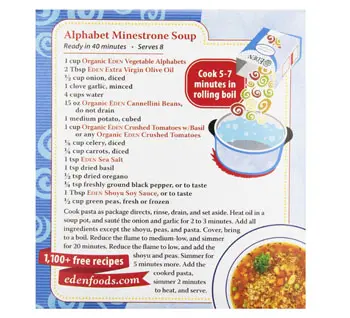 Alphabet Minestrone Soup
Ready in 40 minutes • Serves 8
1 cup Organic EDEN Vegetable Alphabets
2 Tbsp EDEN Extra Virgin Olive Oil
½ cup onion, diced
1 clove garlic, minced
4 cups water
15 oz Organic EDEN Cannellini Beans,
do not drain
1 medium potato, cubed
1 cup Organic EDEN Crushed Tomatoes w/Basil
or any Organic EDEN Crushed Tomatoes
cup celery, diced
cup carrots, diced
1 tsp EDEN Sea Salt
1 tsp dried basil
½ tsp dried oregano
tsp freshly ground black pepper, or to taste
1 Tbsp EDEN Shoyu Soy Sauce, or to taste
½ cup green peas, fresh or frozen
Cook pasta as package directs, rinse, drain, and set aside. Heat oil in a
soup pot, and sauté the onion and garlic for 2 to 3 minutes. Add all
ingredients except the shoyu, peas, and pasta. Cover, bring
to a boil. Reduce the flame to medium-low, and simmer
for 20 minutes. Reduce the flame to low, and add the
shoyu and peas. Simmer for
5 minutes more. Add the
cooked pasta,
simmer 2 minutes
to heat, and serve.
1,100+ free recipes
edenfoods.com
Cook 5-7
minutes in
rolling boil
EDEN